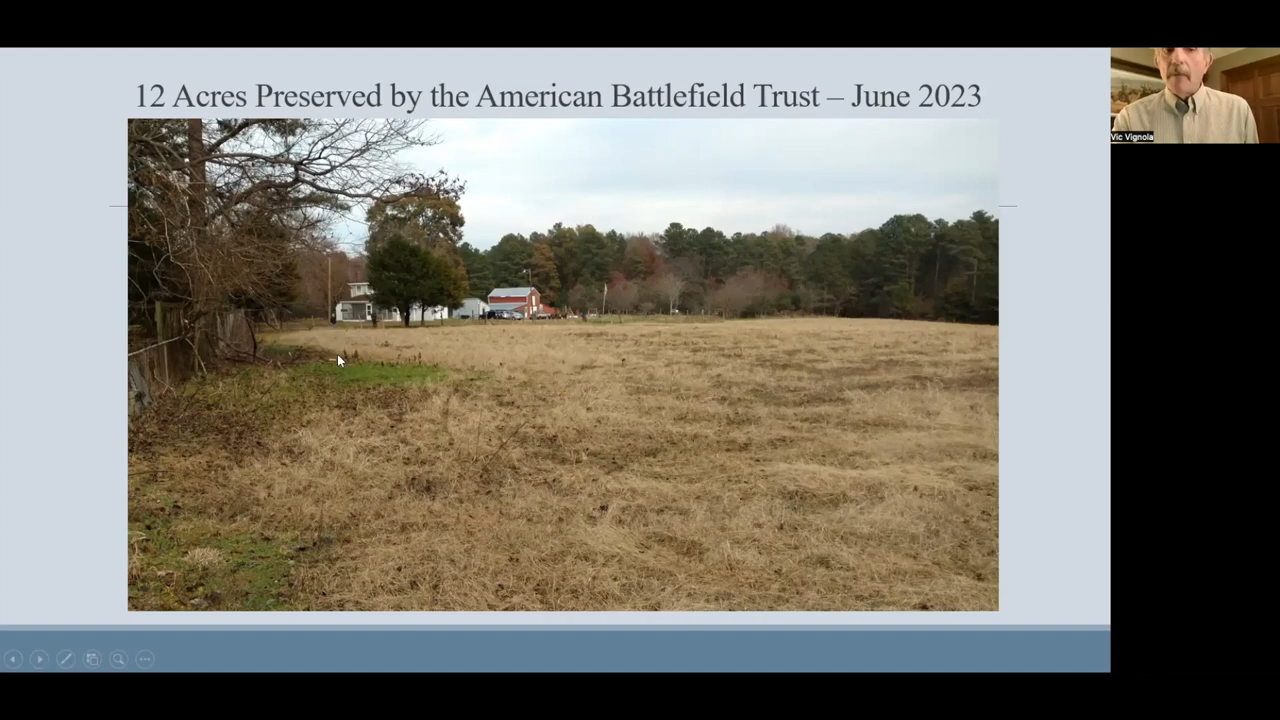 12 Acres Preserved by the American Battlefield Trust – June 2023
Vic Vignola